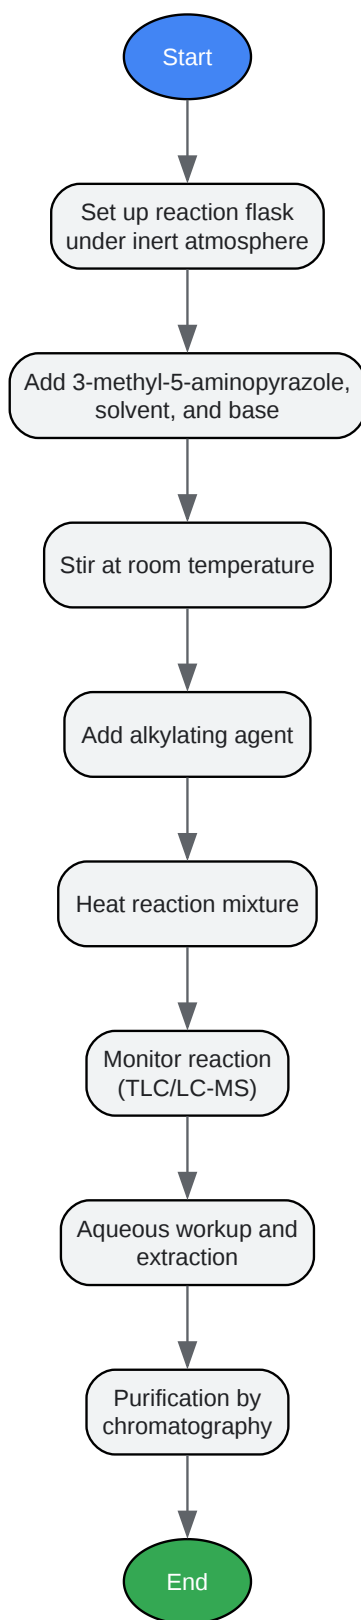 Start
Set up reaction flask
under inert atmosphere
Add 3-methyl-5-aminopyrazole,
solvent, and base
Stir at room temperature
Add alkylating agent
Heat reaction mixture
Monitor reaction
(TLC/LC-MS)
Aqueous workup and
extraction
Purification by
chromatography
End